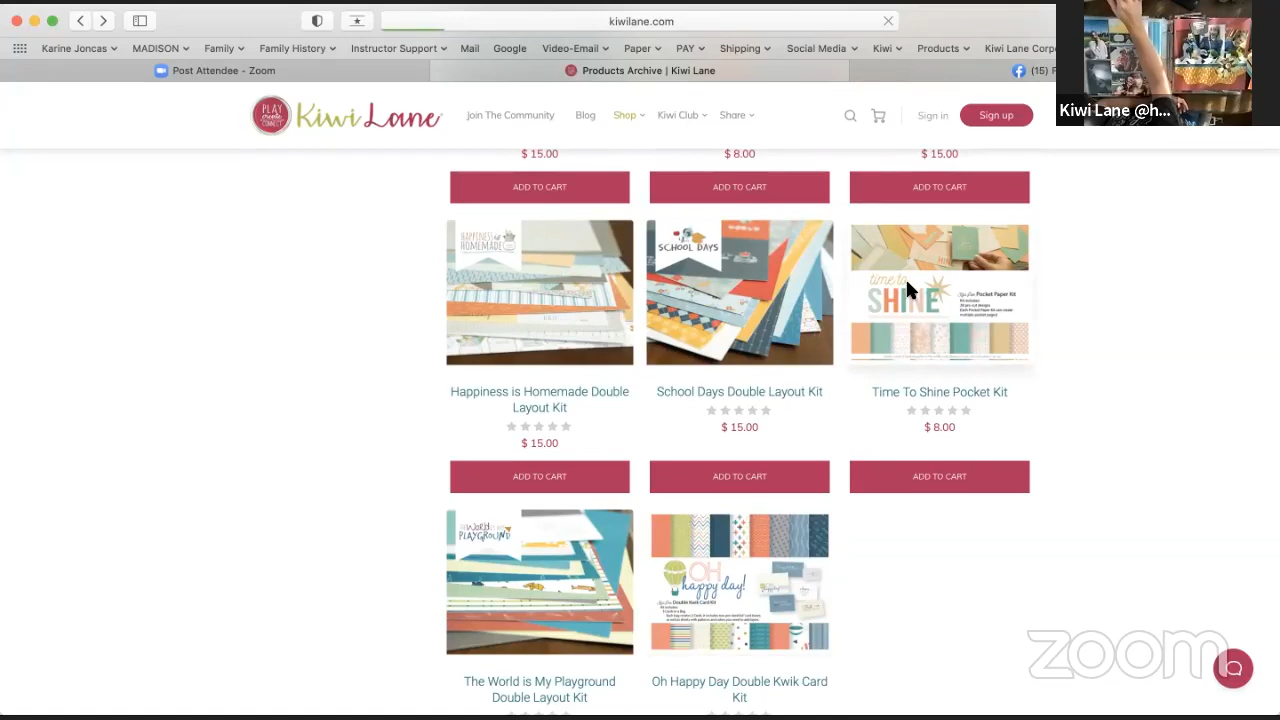 kiwilane.com
Karine Joncas MADISON Family Family History Instructor Support Mail Google Video-Email Paper PAY Shipping Social Media Kiwi Products Kiwi Lane Corp
Post Attendee - Zoom
Products Archive | Kiwi Lane
(15) F
Kiwi Lane @h...
PLAY create CONNECT
Kiwi Lane
Join The Community Blog Shop Kiwi Club Share
Sign in Sign up
$ 15.00 $ 8.00 $ 15.00
ADD TO CART ADD TO CART ADD TO CART
HAPPINESS is HOMEMADE
SCHOOL DAYS
time to
SHINE
Pocket Paper Kit
Happiness is Homemade Double
Layout Kit
$ 15.00
School Days Double Layout Kit
$ 15.00
Time To Shine Pocket Kit
$ 8.00
ADD TO CART ADD TO CART ADD TO CART
WORLD is MY
PLAYGROUND
OH
happy day!
Double Kwik Card Kit
The World is My Playground
Double Layout Kit
Oh Happy Day Double Kwik Card
Kit
zoom